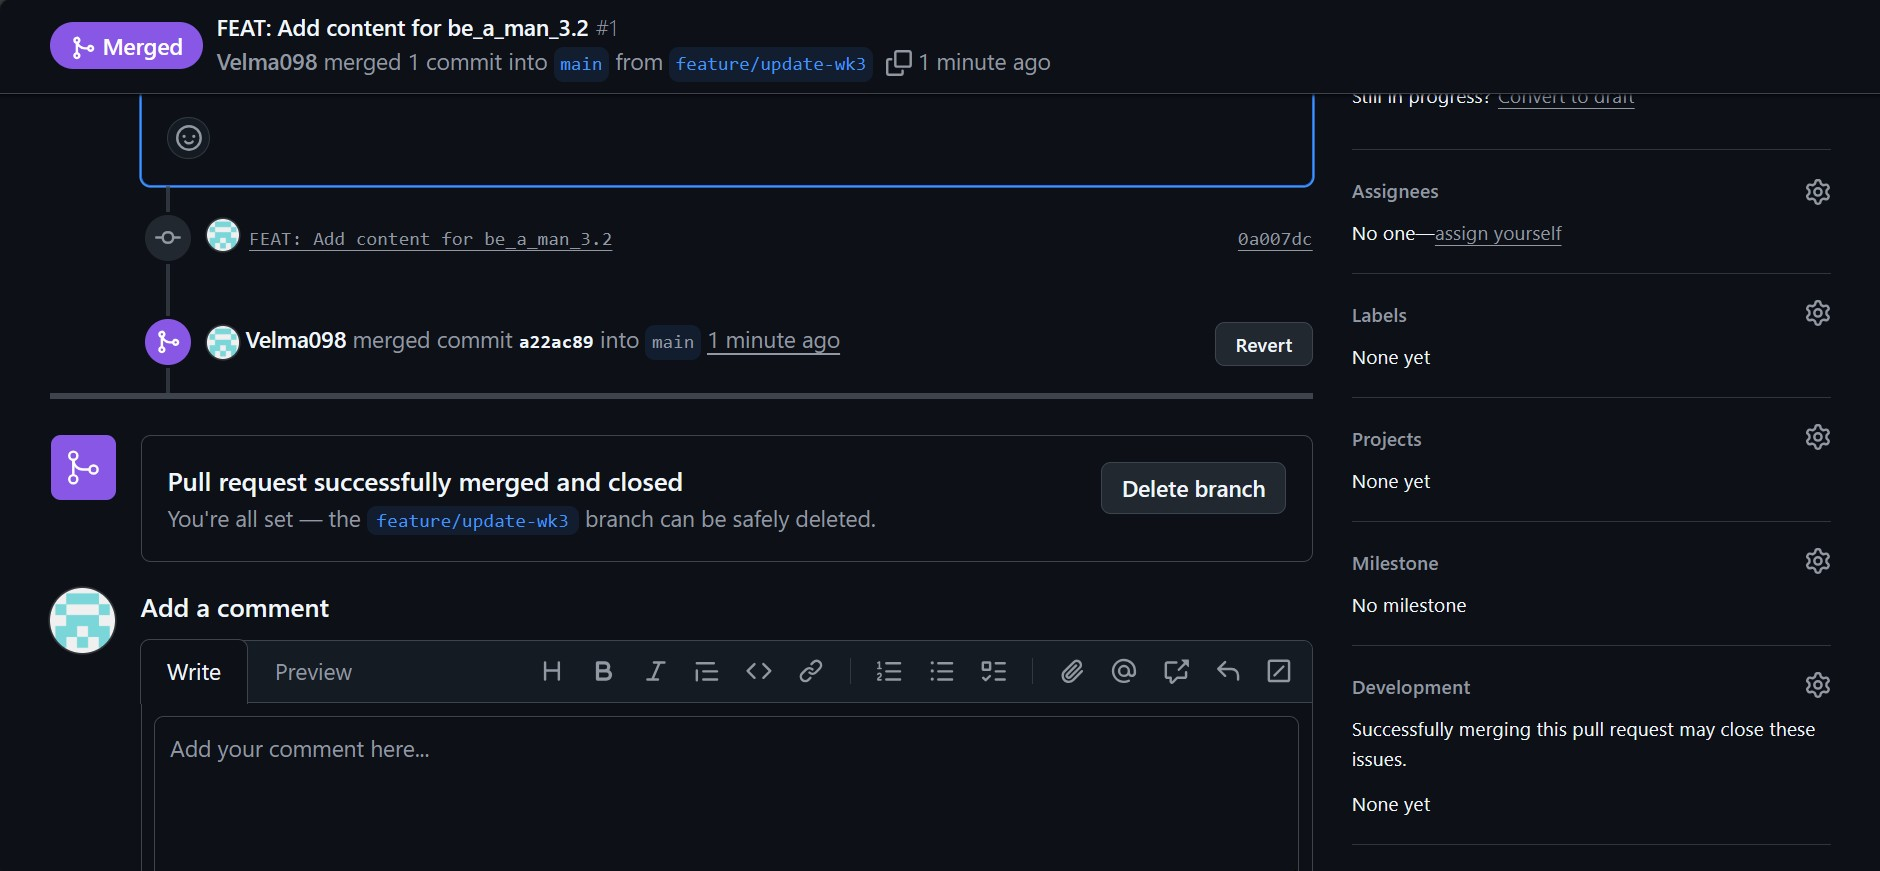 Merged
FEAT: Add content for be_a_man_3.2 #1
Velma098 merged 1 commit into main from feature/update-wk3 1 minute ago
Still in progress? Convert to draft
FEAT: Add content for be_a_man_3.2 0a007dc
Velma098 merged commit a22ac89 into main 1 minute ago
Revert
Pull request successfully merged and closed
You're all set — the feature/update-wk3 branch can be safely deleted.
Delete branch
Add a comment
Write Preview
Add your comment here...
Assignees
No one—assign yourself
Labels
None yet
Projects
None yet
Milestone
No milestone
Development
Successfully merging this pull request may close these
issues.
None yet